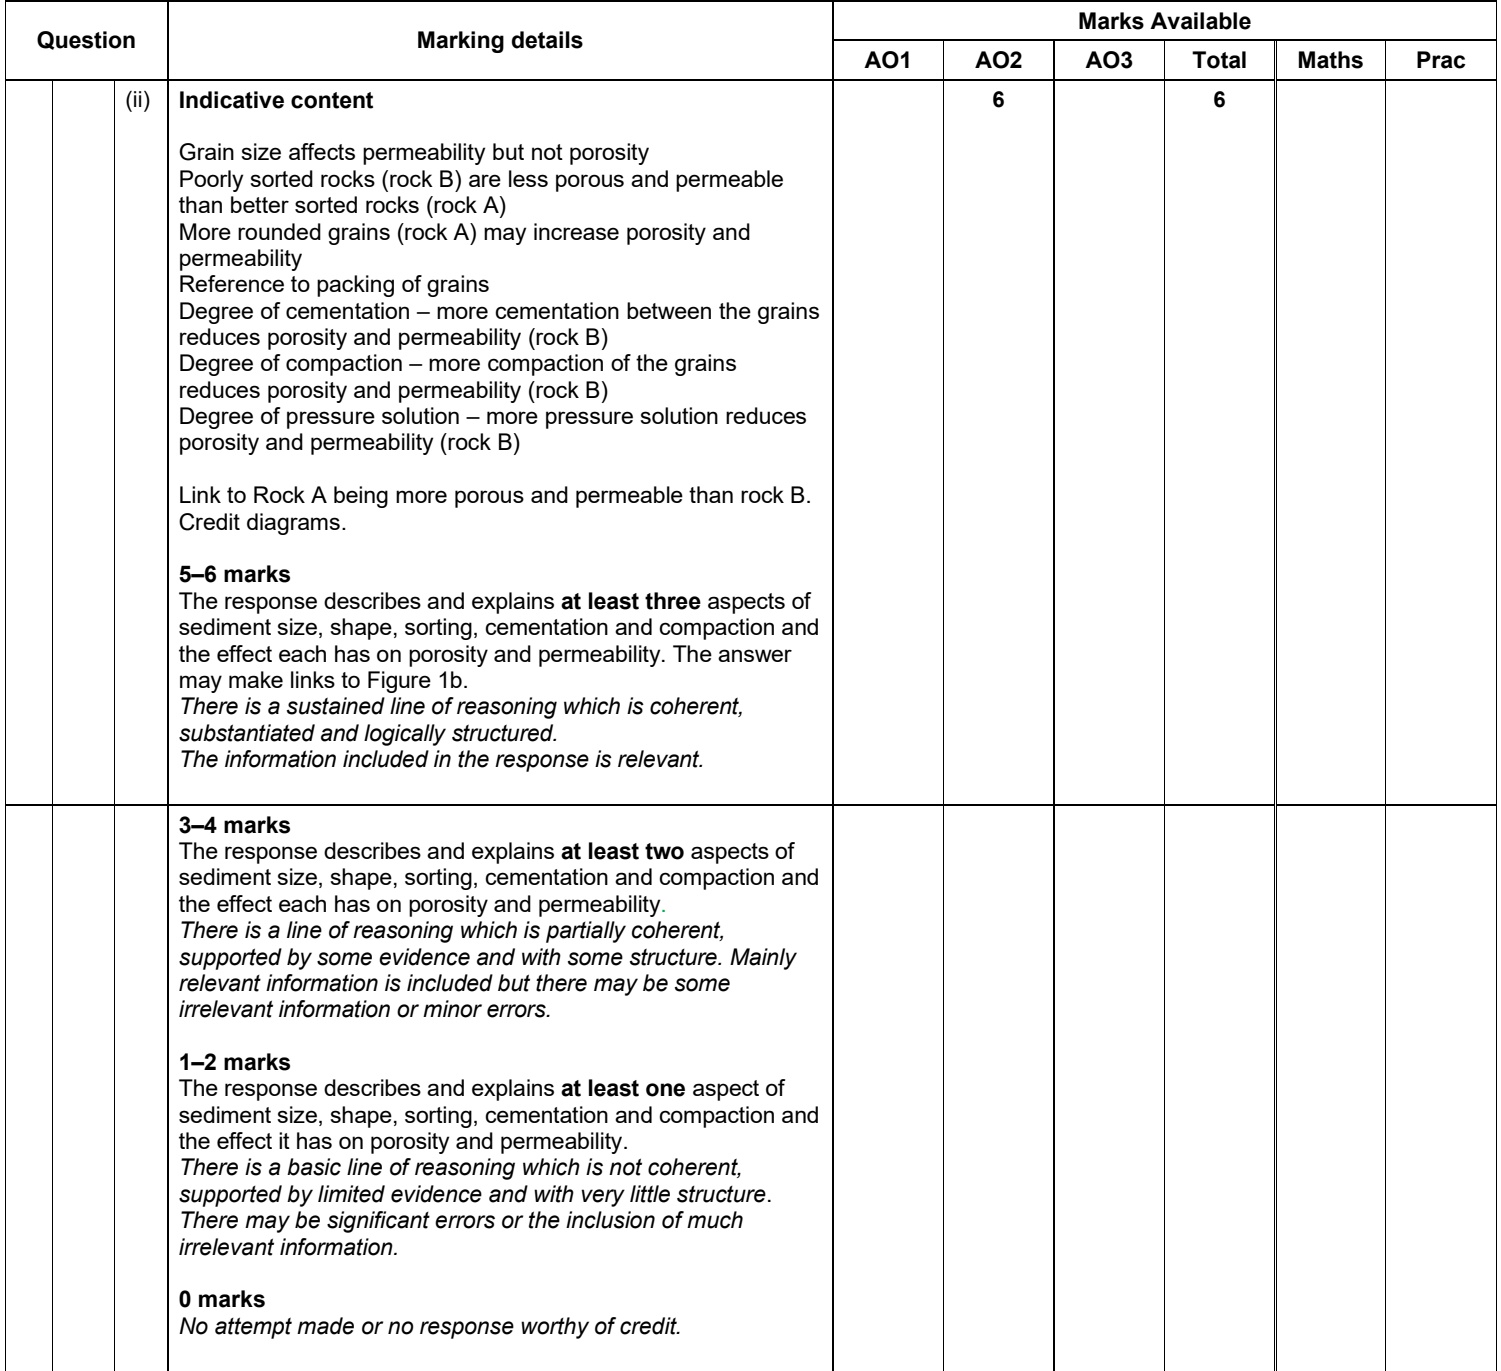 Question
Marking details
Marks Available
AO1 AO2 AO3 Total Maths Prac
(ii) Indicative content 6 6
Grain size affects permeability but not porosity
Poorly sorted rocks (rock B) are less porous and permeable
than better sorted rocks (rock A)
More rounded grains (rock A) may increase porosity and
permeability
Reference to packing of grains
Degree of cementation – more cementation between the grains
reduces porosity and permeability (rock B)
Degree of compaction – more compaction of the grains
reduces porosity and permeability (rock B)
Degree of pressure solution – more pressure solution reduces
porosity and permeability (rock B)
Link to Rock A being more porous and permeable than rock B.
Credit diagrams.
5–6 marks
The response describes and explains at least three aspects of
sediment size, shape, sorting, cementation and compaction and
the effect each has on porosity and permeability. The answer
may make links to Figure 1b.
There is a sustained line of reasoning which is coherent,
substantiated and logically structured.
The information included in the response is relevant.
3–4 marks
The response describes and explains at least two aspects of
sediment size, shape, sorting, cementation and compaction and
the effect each has on porosity and permeability.
There is a line of reasoning which is partially coherent,
supported by some evidence and with some structure. Mainly
relevant information is included but there may be some
irrelevant information or minor errors.
1–2 marks
The response describes and explains at least one aspect of
sediment size, shape, sorting, cementation and compaction and
the effect it has on porosity and permeability.
There is a basic line of reasoning which is not coherent,
supported by limited evidence and with very little structure.
There may be significant errors or the inclusion of much
irrelevant information.
0 marks
No attempt made or no response worthy of credit.